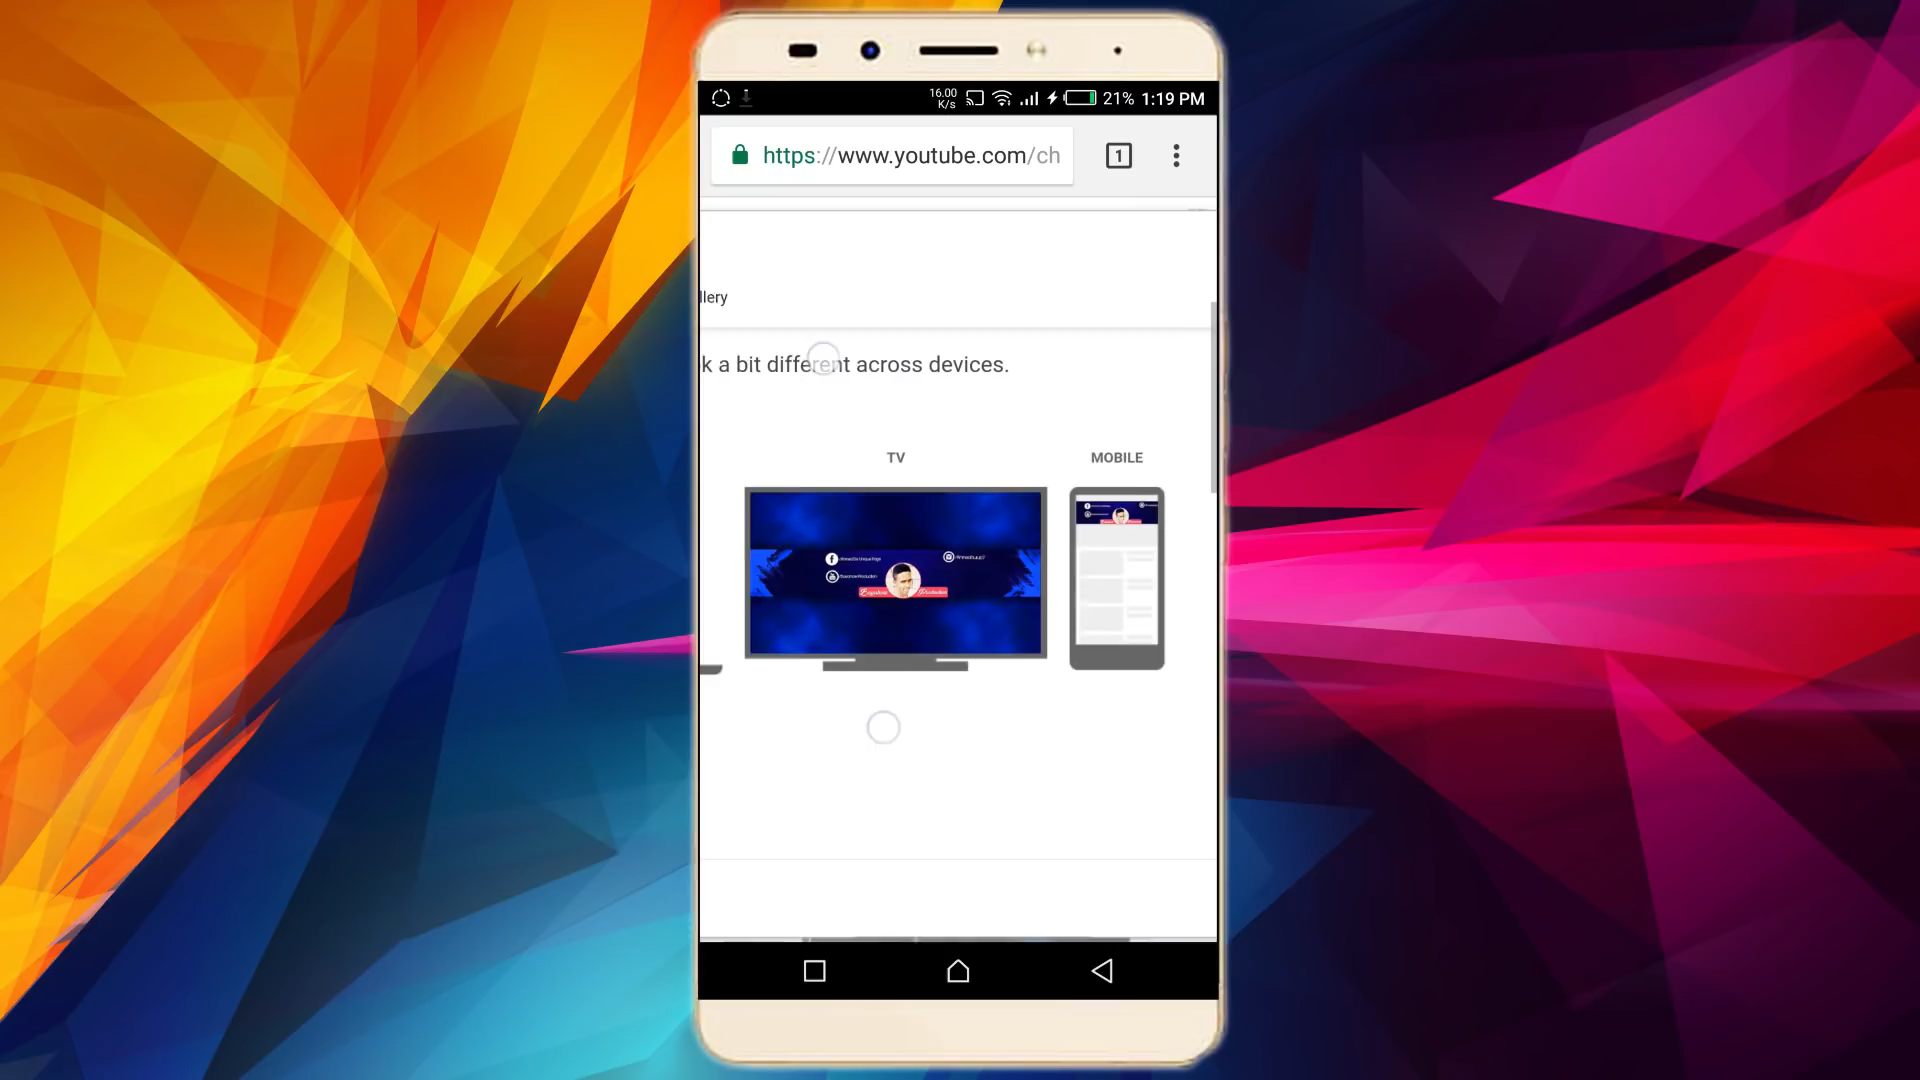 16.00
K/s
21% 1:19 PM
https://www.youtube.com/ch
1
llery
k a bit different across devices.
TV
MOBILE
Production